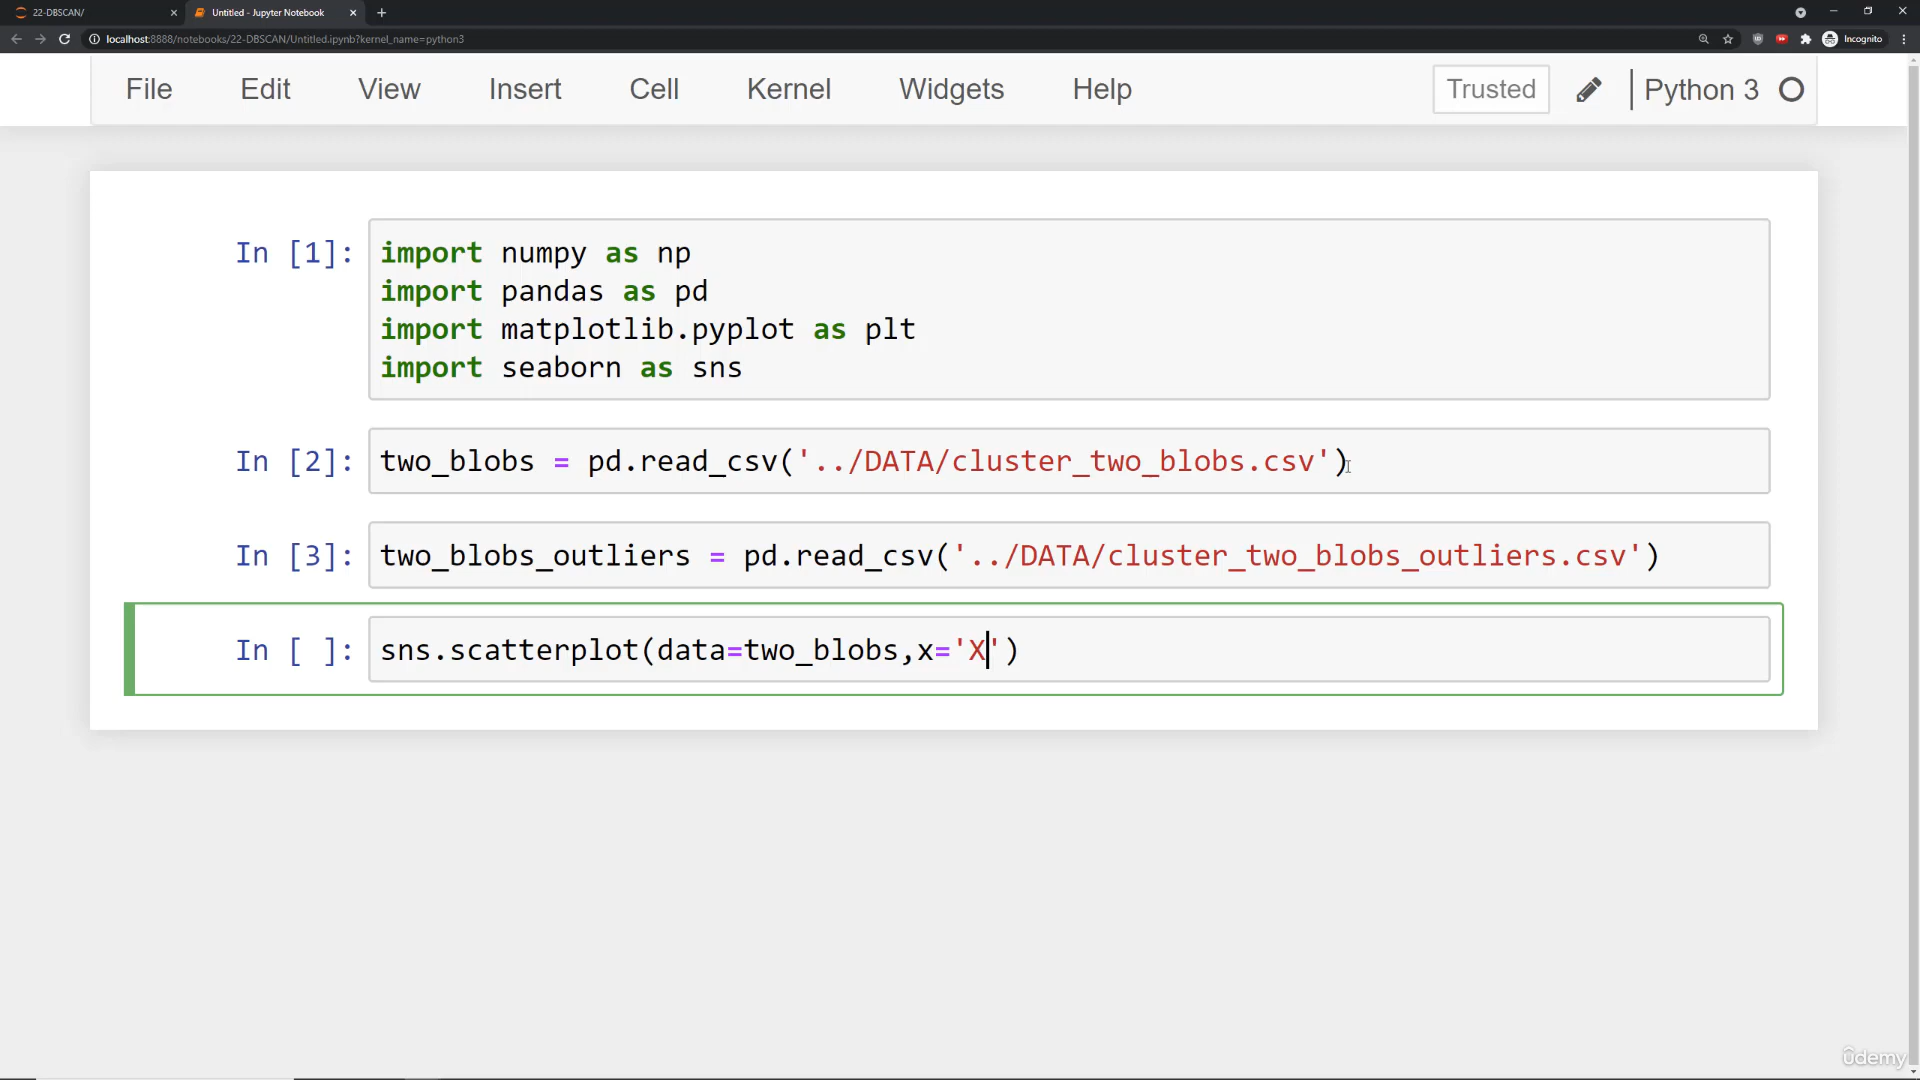 22-DBSCAN/
Untitled - Jupyter Notebook
localhost:8888/notebooks/22-DBSCAN/Untitled.ipynb?kernel_name=python3
Incognito
File Edit View Insert Cell Kernel Widgets Help Trusted Python 3
In [1]:
import numpy as np
import pandas as pd
import matplotlib.pyplot as plt
import seaborn as sns
In [2]: two_blobs = pd.read_csv('../DATA/cluster_two_blobs.csv')
In [3]: two_blobs_outliers = pd.read_csv('../DATA/cluster_two_blobs_outliers.csv')
In [ ]: sns.scatterplot(data=two_blobs,x='X')
ûdemy